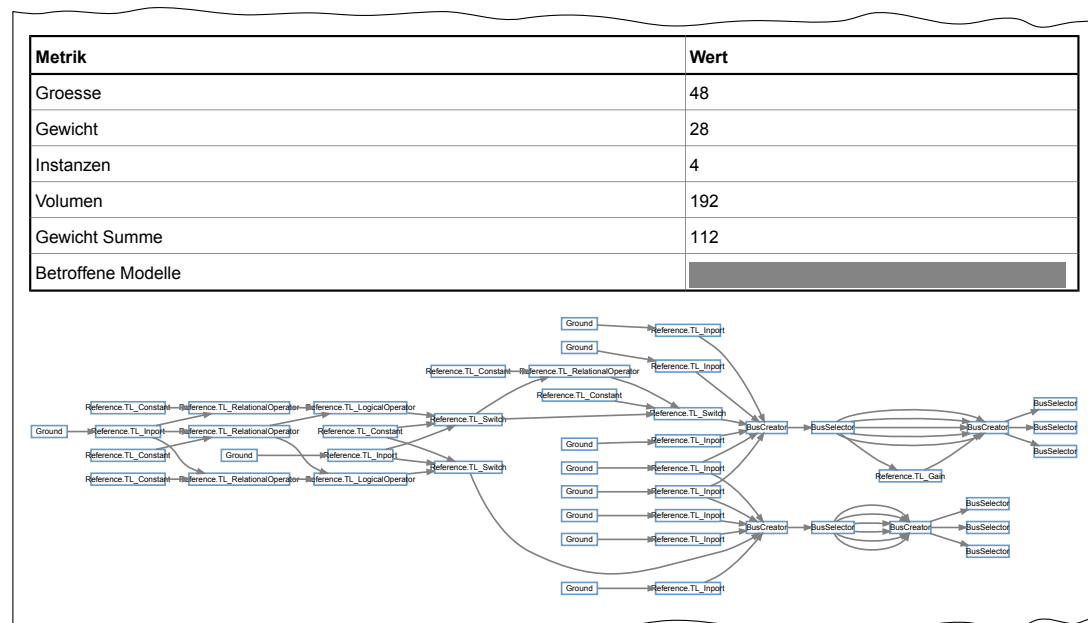 Metrik Wert
Groesse 48
Gewicht 28
Instanzen 4
Volumen 192
Gewicht Summe 112
Betroffene Modelle
Ground Reference.TL_Inport
Ground
Reference.TL_Inport
Reference.TL_Constant Reference.TL_RelationalOperator
Reference.TL_Constant
Reference.TL_Constant Reference.TL_RelationalOperator Reference.TL_LogicalOperator
Reference.TL_Switch Reference.TL_Switch
BusSelector
Ground Reference.TL_Inport Reference.TL_RelationalOperator Reference.TL_Constant
BusCreator BusSelector BusCreator BusSelector
Ground Reference.TL_Inport
Reference.TL_Constant Ground Reference.TL_Inport
BusSelector
Reference.TL_Switch
Ground Reference.TL_Inport
Reference.TL_Constant Reference.TL_RelationalOperator Reference.TL_LogicalOperator
Reference.TL_Gain
Ground Reference.TL_Inport
BusSelector
Ground Reference.TL_Inport
BusCreator BusSelector BusCreator BusSelector
Ground Reference.TL_Inport
BusSelector
Ground Reference.TL_Inport